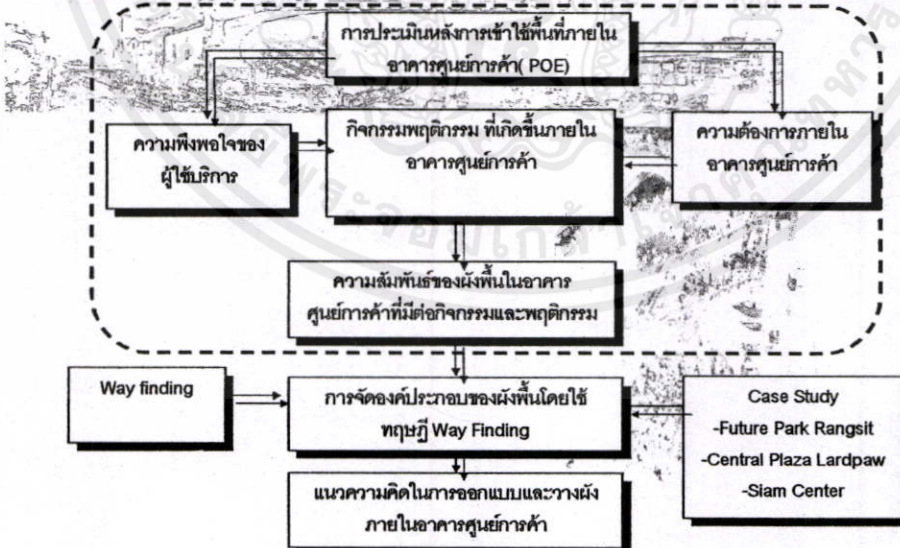 การประเมินหลังการเข้าใช้พื้นที่ภายใน
อาคารศูนย์การค้า( POE)
ความพึงพอใจของ
ผู้ใช้บริการ
กิจกรรมพฤติกรรม ที่เกิดขึ้นภายใน
อาคารศูนย์การค้า
ความต้องการภายใน
อาคารศูนย์การค้า
ความสัมพันธ์ของผังพื้นในอาคาร
ศูนย์การค้าที่มีต่อกิจกรรมและพฤติกรรม
Way finding
การจัดองค์ประกอบของผังพื้นโดยใช้
ทฤษฎี Way Finding
Case Study
-Future Park Rangsit
-Central Plaza Lardpaw
-Siam Center
แนวความคิดในการออกแบบและวางผัง
ภายในอาคารศูนย์การค้า